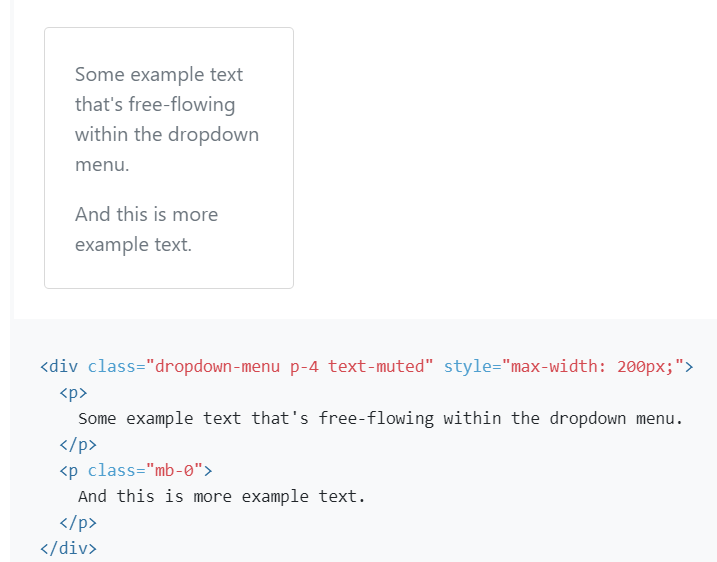 Some example text
that's free-flowing
within the dropdown
menu.
And this is more
example text.
<div class="dropdown-menu p-4 text-muted" style="max-width: 200px;">
  <p>
    Some example text that's free-flowing within the dropdown menu.
  </p>
  <p class="mb-0">
    And this is more example text.
  </p>
</div>